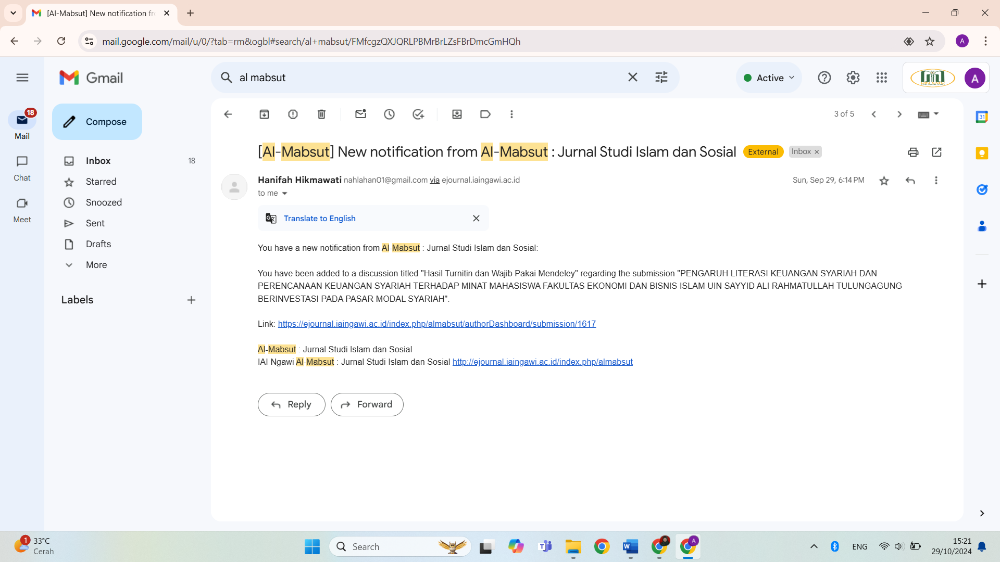 [Al-Mabsut] New notification fr
mail.google.com/mail/u/0/?tab=rm&ogbl#search/al+mabsut/FMfcgzQXJQRLPBMrBrLZsFBrDmcGmHQh
A
Gmail
al mabsut
Active
A
18
Mail
Chat
Meet
Compose
Inbox 18
Starred
Snoozed
Sent
Drafts
More
Labels
3 of 5
[Al-Mabsut] New notification from Al-Mabsut : Jurnal Studi Islam dan Sosial External Inbox ×
Hanifah Hikmawati nahlahan01@gmail.com via ejournal.iaingawi.ac.id
Sun, Sep 29, 6:14 PM
to me
Translate to English
You have a new notification from Al-Mabsut : Jurnal Studi Islam dan Sosial:
You have been added to a discussion titled "Hasil Turnitin dan Wajib Pakai Mendeley" regarding the submission "PENGARUH LITERASI KEUANGAN SYARIAH DAN
PERENCANAAN KEUANGAN SYARIAH TERHADAP MINAT MAHASISWA FAKULTAS EKONOMI DAN BISNIS ISLAM UIN SAYYID ALI RAHMATULLAH TULUNGAGUNG
BERINVESTASI PADA PASAR MODAL SYARIAH".
Link: https://ejournal.iaingawi.ac.id/index.php/almabsut/authorDashboard/submission/1617
Al-Mabsut : Jurnal Studi Islam dan Sosial
IAI Ngawi Al-Mabsut : Jurnal Studi Islam dan Sosial http://ejournal.iaingawi.ac.id/index.php/almabsut
Reply
Forward
31
1
33°C
Cerah
Search
A
ENG
15:21
29/10/2024